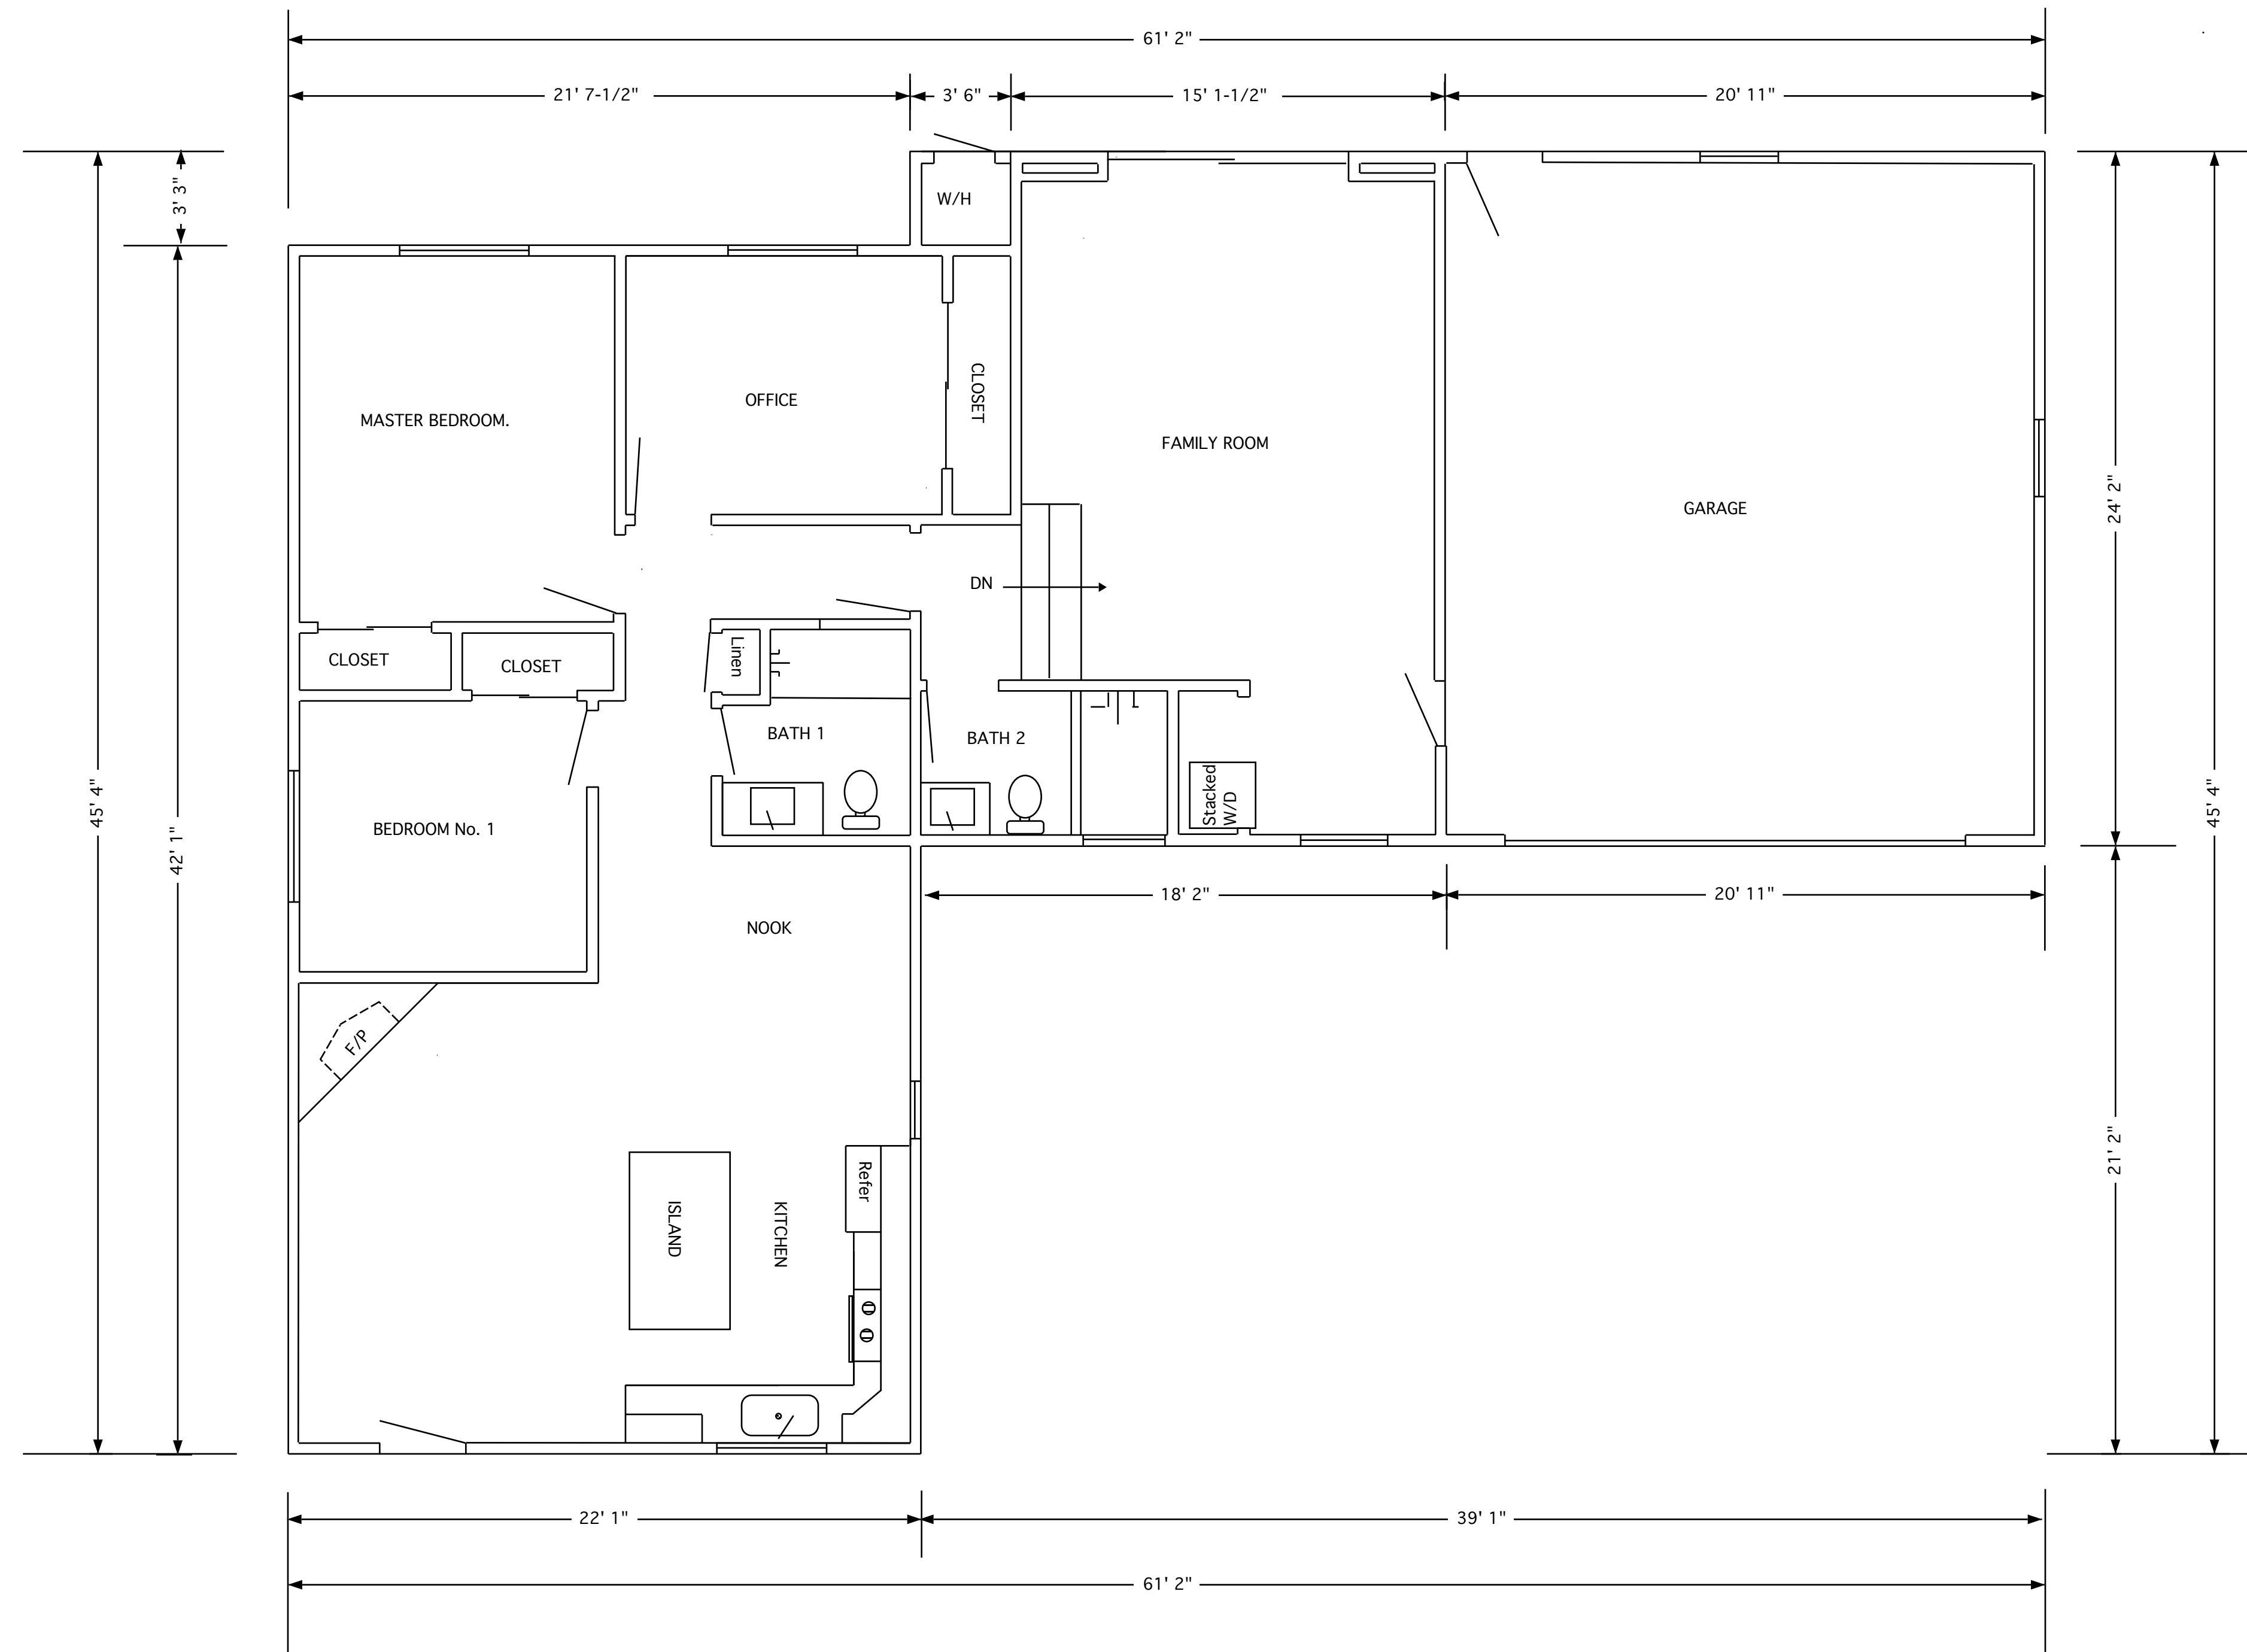 61' 2"
21' 7-1/2"
3' 6"
15' 1-1/2"
20' 11"
3' 3"
W/H
MASTER BEDROOM.
OFFICE
CLOSET
FAMILY ROOM
GARAGE
24' 2"
DN
CLOSET
CLOSET
Linen
BATH 1
BATH 2
Stacked
W/D
45' 4"
42' 1"
45' 4"
BEDROOM No. 1
18' 2"
20' 11"
NOOK
F/P
21' 2"
Refer
ISLAND
KITCHEN
22' 1"
39' 1"
61' 2"